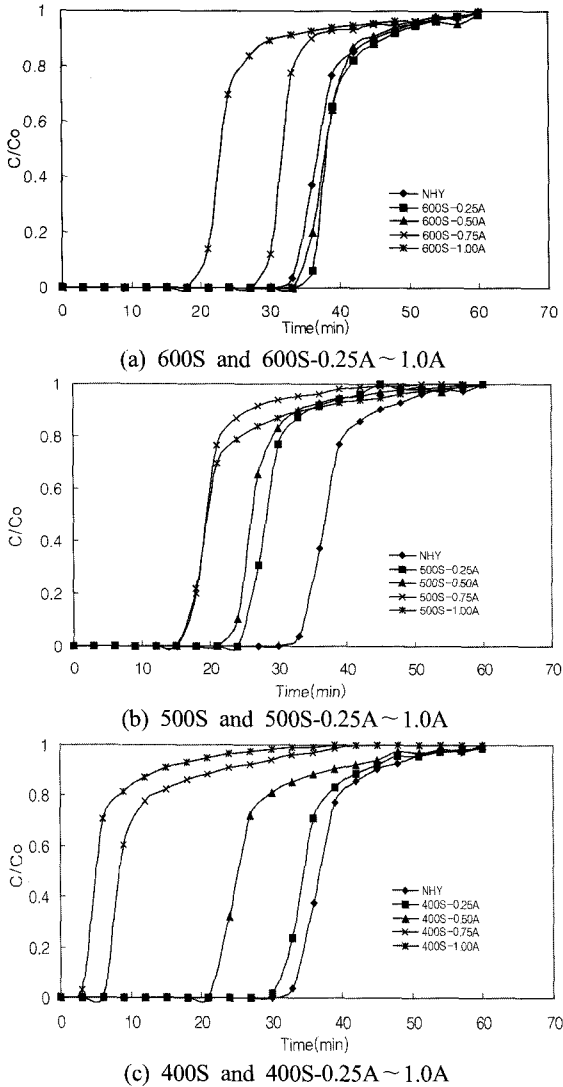 1
0.8
0.6
0.4
0.2
0
C/Co
NHY
600S-0.25A
600S-0.50A
600S-0.75A
600S-1.00A
0 10 20 30 40 50 60 70
Time(min)
(a) 600S and 600S-0.25A ~ 1.0A
1
0.8
0.6
0.4
0.2
0
C/Co
NHY
500S-0.25A
500S-0.50A
500S-0.75A
500S-1.00A
0 10 20 30 40 50 60 70
Time(min)
(b) 500S and 500S-0.25A ~ 1.0A
1
0.8
0.6
0.4
0.2
0
C/Co
NHY
400S-0.25A
400S-0.50A
400S-0.75A
400S-1.00A
0 10 20 30 40 50 60 70
Time(min)
(c) 400S and 400S-0.25A ~ 1.0A